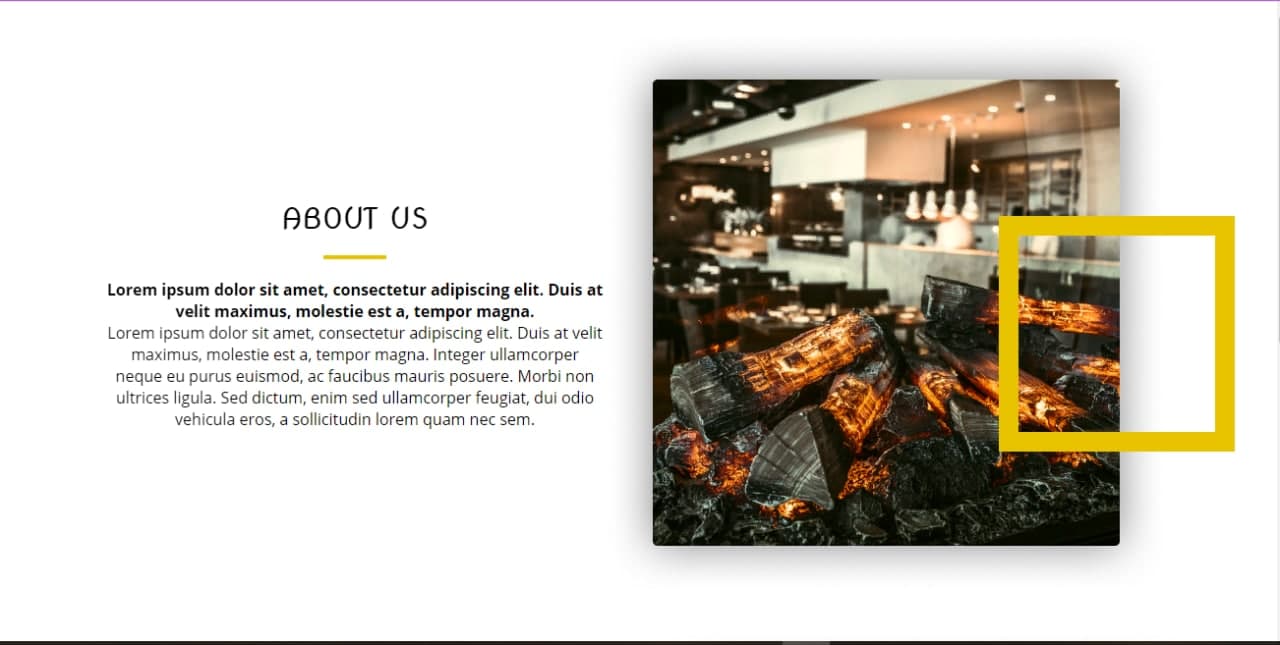 ABOUT US
Lorem ipsum dolor sit amet, consectetur adipiscing elit. Duis at
velit maximus, molestie est a, tempor magna.
Lorem ipsum dolor sit amet, consectetur adipiscing elit. Duis at velit
maximus, molestie est a, tempor magna. Integer ullamcorper
neque eu purus euismod, ac faucibus mauris posuere. Morbi non
ultrices ligula. Sed dictum, enim sed ullamcorper feugiat, dui odio
vehicula eros, a sollicitudin lorem quam nec sem.